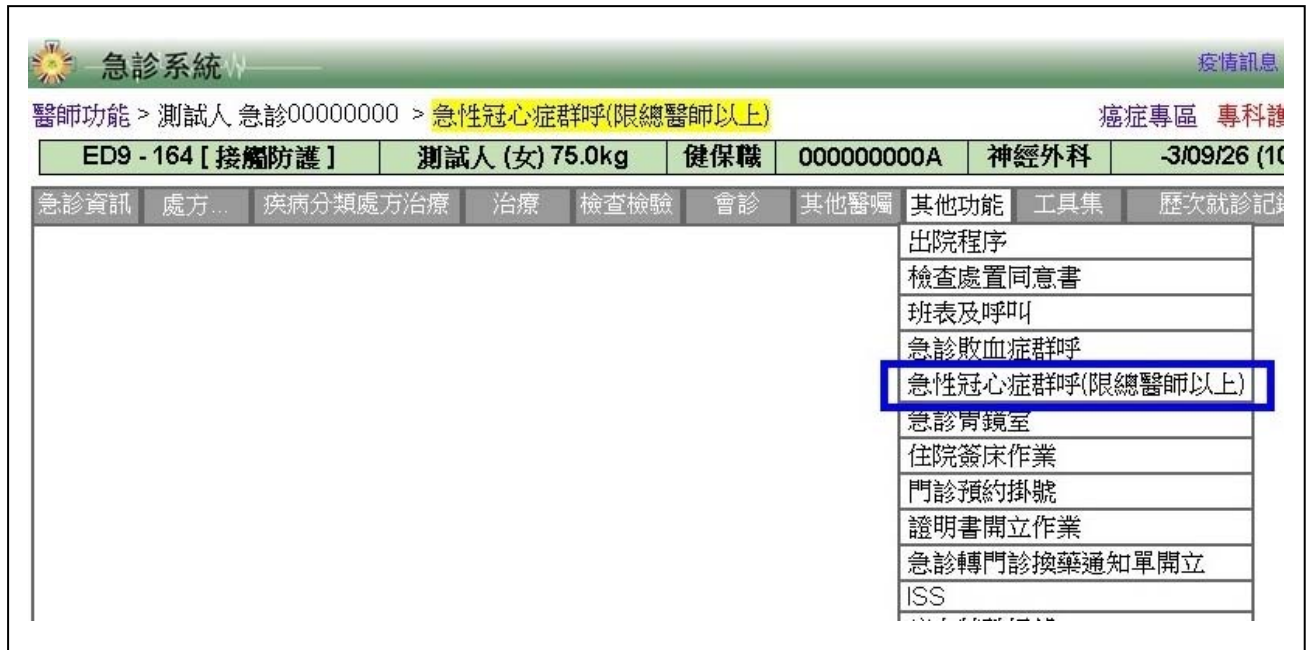 急診系統
疫情訊息
醫師功能 > 測試人 急診00000000 > 急性冠心症群呼(限總醫師以上)
癌症專區 專科護
ED9 - 164 [ 接觸防護 ] 測試人 (女) 75.0kg 健保職 000000000A 神經外科 -3/09/26 (10
急診資訊 處方... 疾病分類處方治療 治療 檢查檢驗 會診 其他醫囑 其他功能 工具集 歷次就診記錄
出院程序
檢查處置同意書
班表及呼叫
急診敗血症群呼
急性冠心症群呼(限總醫師以上)
急診胃鏡室
住院簽床作業
門診預約掛號
證明書開立作業
急診轉門診換藥通知單開立
ISS